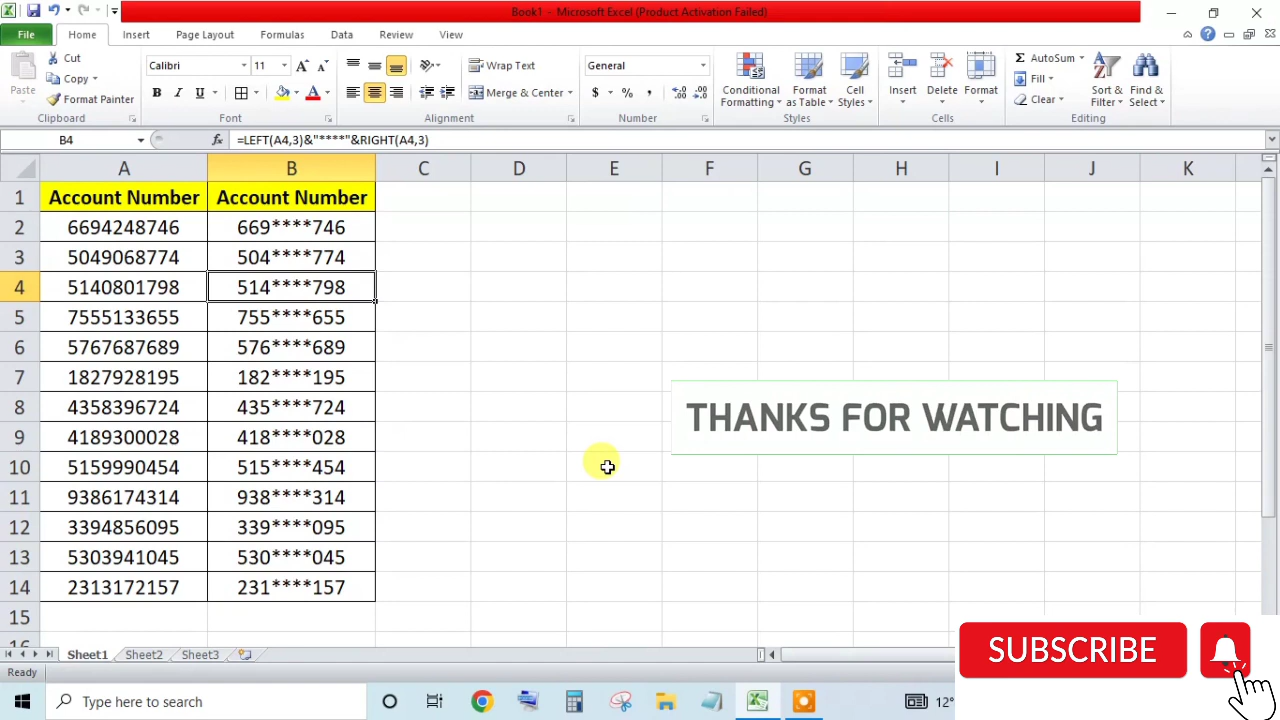 Book1 - Microsoft Excel (Product Activation Failed)
File Home Insert Page Layout Formulas Data Review View
Paste Cut Copy Format Painter
Calibri 11
B I U
Wrap Text
Merge & Center
General
$ % ,
Conditional Formatting Format as Table Cell Styles
Insert Delete Format
AutoSum Fill Clear
Sort & Filter Find & Select
Clipboard Font Alignment Number Styles Cells Editing
B4 fx =LEFT(A4,3)&"****"&RIGHT(A4,3)
A B C D E F G H I J K
1 Account Number Account Number
2 6694248746 669****746
3 5049068774 504****774
4 5140801798 514****798
5 7555133655 755****655
6 5767687689 576****689
7 1827928195 182****195
8 4358396724 435****724
9 4189300028 418****028
10 5159990454 515****454
11 9386174314 938****314
12 3394856095 339****095
13 5303941045 530****045
14 2313172157 231****157
15
16
THANKS FOR WATCHING
SUBSCRIBE
Sheet1 Sheet2 Sheet3
Ready
Type here to search
12°